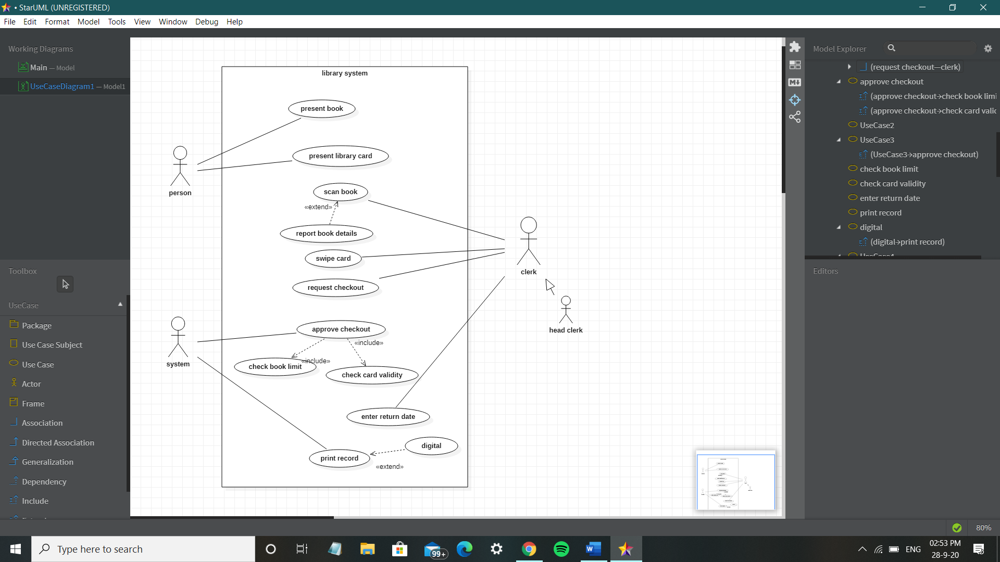 • StarUML (UNREGISTERED)
File Edit Format Model Tools View Window Debug Help
Working Diagrams
Main — Model
UseCaseDiagram1 — Model1
Toolbox
UseCase
Package
Use Case Subject
Use Case
Actor
Frame
Association
Directed Association
Generalization
Dependency
Include
library system
present book
present library card
person
scan book
«extend»
report book details
swipe card
request checkout
clerk
head clerk
approve checkout
«include»
«include»
system
check book limit
check card validity
enter return date
digital
print record
«extend»
Model Explorer
(request checkout—clerk)
approve checkout
(approve checkout→check book limi
(approve checkout→check card valid
UseCase2
UseCase3
(UseCase3→approve checkout)
check book limit
check card validity
enter return date
print record
digital
(digital→print record)
UseCase4
Editors
80%
Type here to search
99+
ENG
02:53 PM
28-9-20